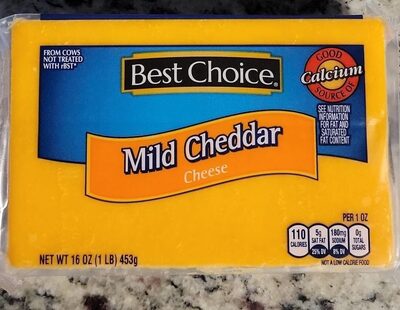 FROM COWS
NOT TREATED
WITH rBST*
Best Choice®
GOOD
Calcium
SOURCE OF
SEE NUTRITION
INFORMATION
FOR FAT AND
SATURATED
FAT CONTENT
Mild Cheddar
Cheese
PER 1 OZ
110
CALORIES
5g
SAT FAT
25% DV
180mg
SODIUM
8% DV
0g
TOTAL
SUGARS
NOT A LOW CALORIE FOOD
NET WT 16 OZ (1 LB) 453g